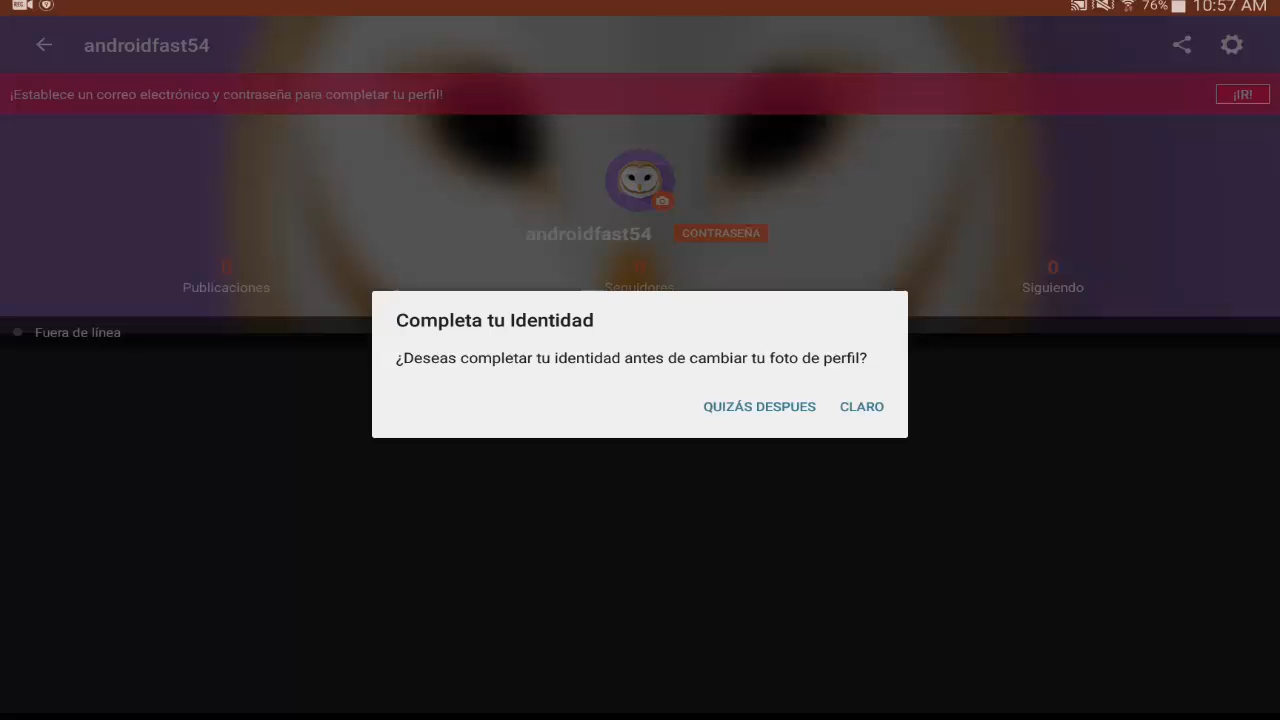 REC 76% 10:57 AM
androidfast54
¡Establece un correo electrónico y contraseña para completar tu perfil! ¡IR!
androidfast54 CONTRASEÑA
0 0 0
Publicaciones Seguidores Siguiendo
Fuera de línea
Completa tu Identidad
¿Deseas completar tu identidad antes de cambiar tu foto de perfil?
QUIZÁS DESPUES CLARO